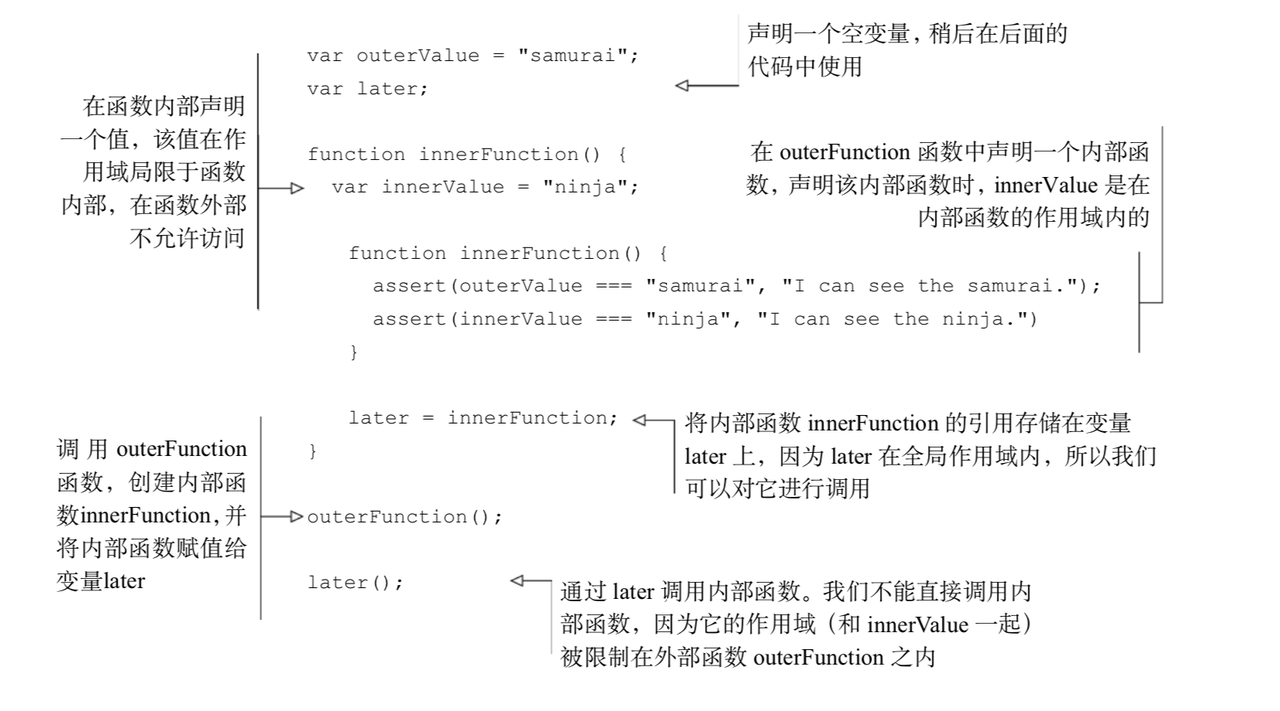 var outerValue = "samurai";
var later;
声明一个空变量，稍后在后面的
代码中使用
在函数内部声明
一个值，该值在作
用域局限于函数
内部，在函数外部
不允许访问
function innerFunction() {
var innerValue = "ninja";
在 outerFunction 函数中声明一个内部函
数，声明该内部函数时，innerValue 是在
内部函数的作用域内的
function innerFunction() {
assert(outerValue === "samurai", "I can see the samurai.");
assert(innerValue === "ninja", "I can see the ninja.")
}
later = innerFunction;
}
将内部函数 innerFunction 的引用存储在变量
later 上，因为 later 在全局作用域内，所以我们
可以对它进行调用
调 用 outerFunction
函数，创建内部函
数innerFunction，并
将内部函数赋值给
变量later
outerFunction();
later();
通过 later 调用内部函数。我们不能直接调用内
部函数，因为它的作用域（和 innerValue 一起）
被限制在外部函数 outerFunction 之内